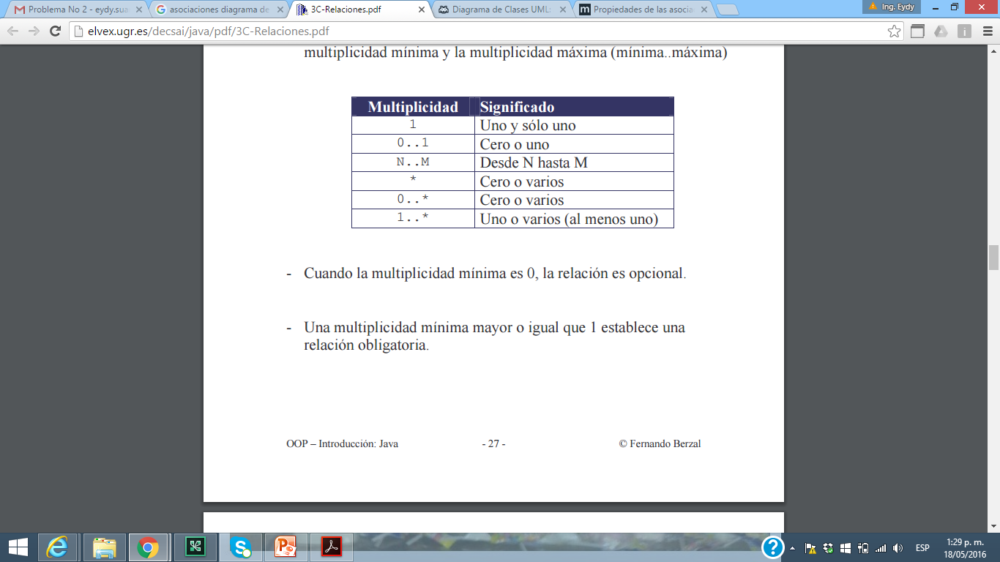 Problema No 2 - eydy.sua
asociaciones diagrama de
3C-Relaciones.pdf
Diagrama de Clases UML:
Propiedades de las asocia
Ing. Eydy
elvex.ugr.es/decsai/java/pdf/3C-Relaciones.pdf
multiplicidad mínima y la multiplicidad máxima (mínima..máxima)
Multiplicidad Significado
1 Uno y sólo uno
0..1 Cero o uno
N..M Desde N hasta M
* Cero o varios
0..* Cero o varios
1..* Uno o varios (al menos uno)
- Cuando la multiplicidad mínima es 0, la relación es opcional.
- Una multiplicidad mínima mayor o igual que 1 establece una
relación obligatoria.
OOP – Introducción: Java - 27 - © Fernando Berzal
ESP
1:29 p. m.
18/05/2016